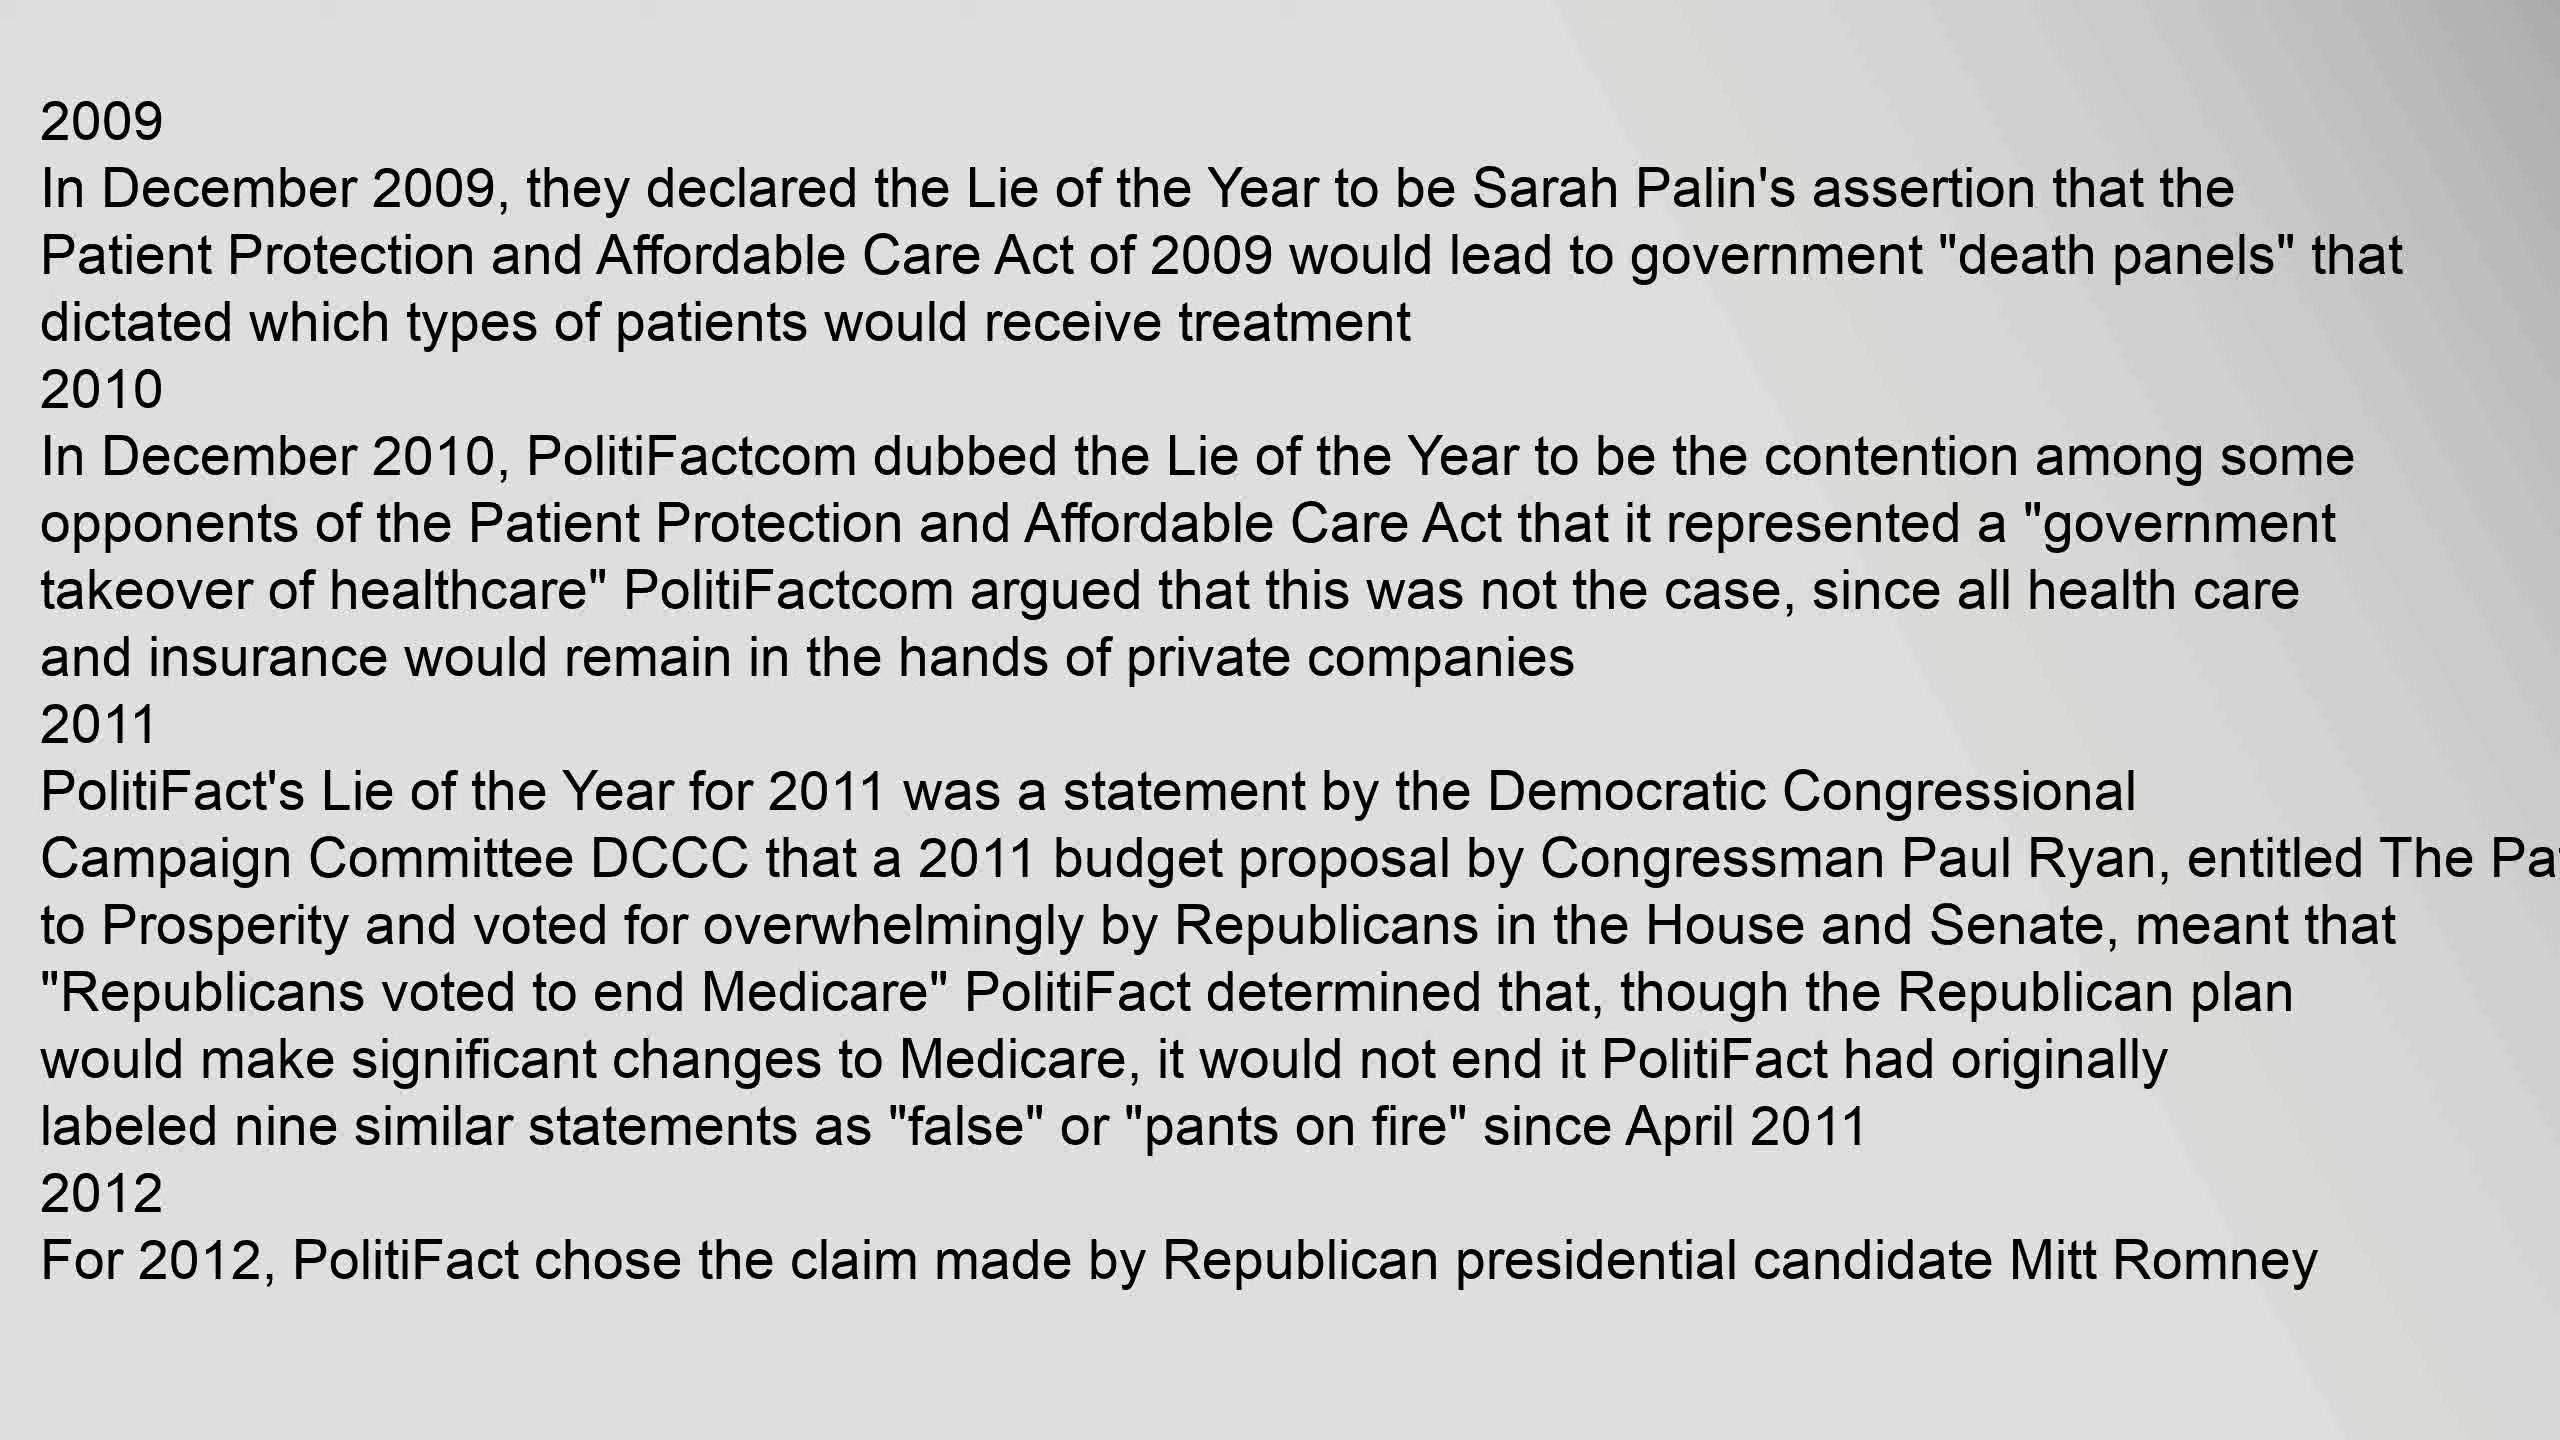 2009
In December 2009, they declared the Lie of the Year to be Sarah Palin's assertion that the
Patient Protection and Affordable Care Act of 2009 would lead to government "death panels" that
dictated which types of patients would receive treatment
2010
In December 2010, PolitiFactcom dubbed the Lie of the Year to be the contention among some
opponents of the Patient Protection and Affordable Care Act that it represented a "government
takeover of healthcare" PolitiFactcom argued that this was not the case, since all health care
and insurance would remain in the hands of private companies
2011
PolitiFact's Lie of the Year for 2011 was a statement by the Democratic Congressional
Campaign Committee DCCC that a 2011 budget proposal by Congressman Paul Ryan, entitled The
to Prosperity and voted for overwhelmingly by Republicans in the House and Senate, meant that
"Republicans voted to end Medicare" PolitiFact determined that, though the Republican plan
would make significant changes to Medicare, it would not end it PolitiFact had originally
labeled nine similar statements as "false" or "pants on fire" since April 2011
2012
For 2012, PolitiFact chose the claim made by Republican presidential candidate Mitt Romney